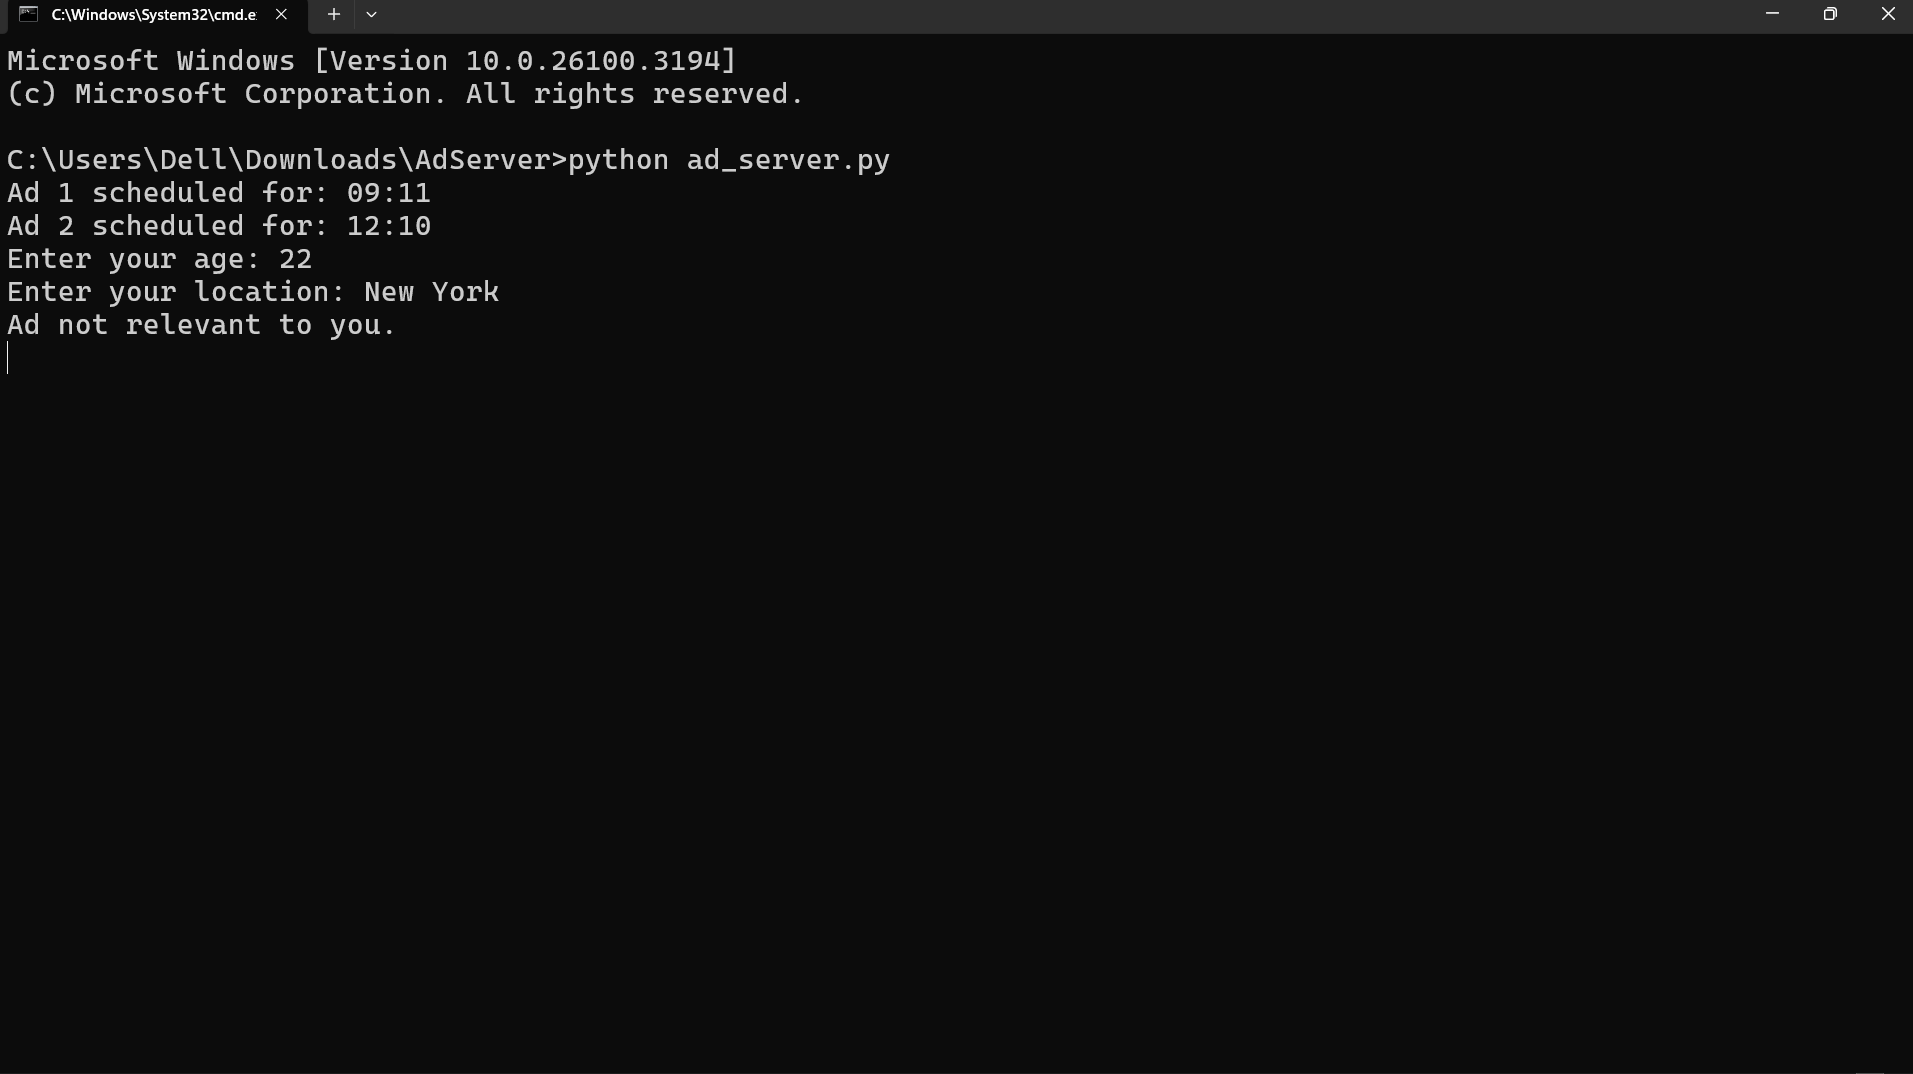 C:\Windows\System32\cmd.e
Microsoft Windows [Version 10.0.26100.3194]
(c) Microsoft Corporation. All rights reserved.
C:\Users\Dell\Downloads\AdServer>python ad_server.py
Ad 1 scheduled for: 09:11
Ad 2 scheduled for: 12:10
Enter your age: 22
Enter your location: New York
Ad not relevant to you.